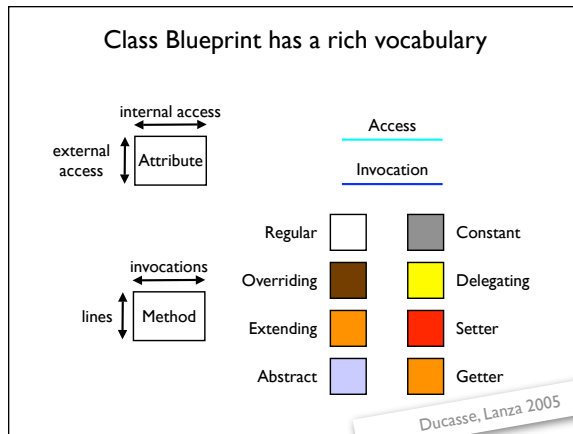 Class Blueprint has a rich vocabulary
internal access
external
access
Attribute
Access
Invocation
invocations
lines
Method
Regular
Constant
Overriding
Delegating
Extending
Setter
Abstract
Getter
Ducasse, Lanza 2005